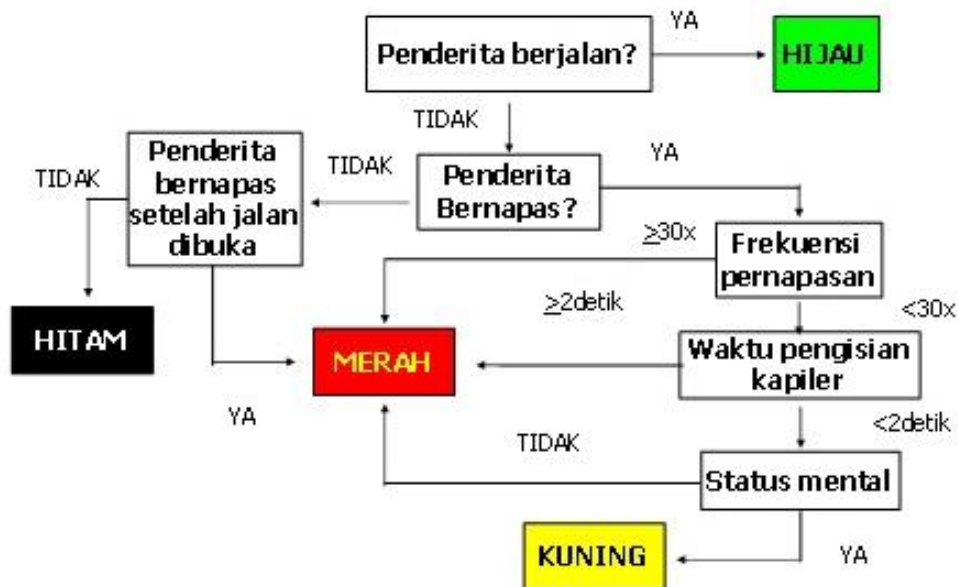 YA
Penderita berjalan?
HIJAU
TIDAK
Penderita
bernapas
setelah jalan
dibuka
TIDAK
TIDAK
Penderita
Bernapas?
YA
≥30x
Frekuensi
pernapasan
≥2detik
<30x
HITAM
MERAH
Waktu pengisian
kapiler
YA
<2detik
TIDAK
Status mental
KUNING
YA